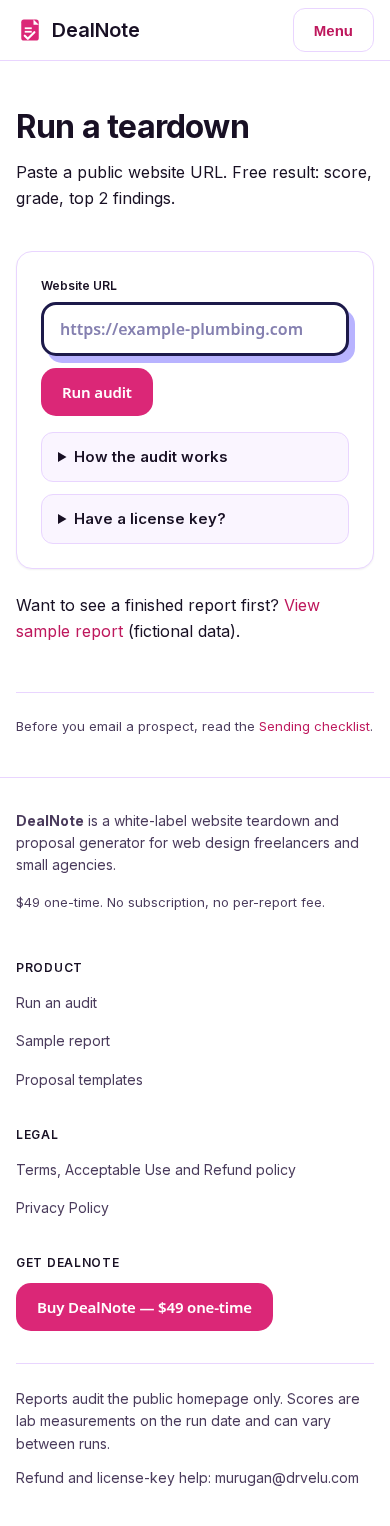 DealNote
Menu
Run a teardown
Paste a public website URL. Free result: score,
grade, top 2 findings.
Website URL
https://example-plumbing.com
Run audit
How the audit works
Have a license key?
Want to see a finished report first? View
sample report (fictional data).
Before you email a prospect, read the Sending checklist.
DealNote is a white-label website teardown and
proposal generator for web design freelancers and
small agencies.
$49 one-time. No subscription, no per-report fee.
PRODUCT
Run an audit
Sample report
Proposal templates
LEGAL
Terms, Acceptable Use and Refund policy
Privacy Policy
GET DEALNOTE
Buy DealNote — $49 one-time
Reports audit the public homepage only. Scores are
lab measurements on the run date and can vary
between runs.
Refund and license-key help: murugan@drvelu.com